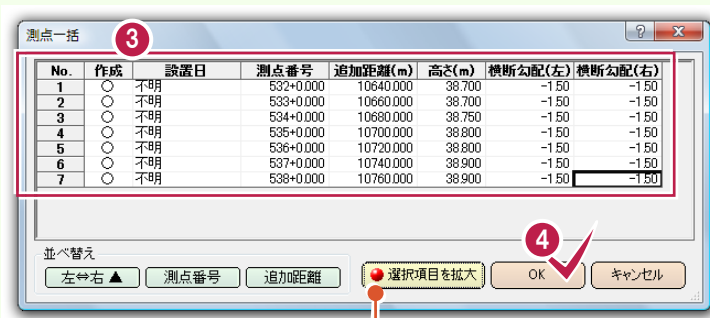 測点一括
3
No. 作成 設置日 測点番号 追加距離(m) 高さ(m) 横断勾配(左) 横断勾配(右)
1 ○ 不明 532+0.000 10640.000 38.700 -1.50 -1.50
2 ○ 不明 533+0.000 10660.000 38.700 -1.50 -1.50
3 ○ 不明 534+0.000 10680.000 38.750 -1.50 -1.50
4 ○ 不明 535+0.000 10700.000 38.800 -1.50 -1.50
5 ○ 不明 536+0.000 10720.000 38.800 -1.50 -1.50
6 ○ 不明 537+0.000 10740.000 38.900 -1.50 -1.50
7 ○ 不明 538+0.000 10760.000 38.900 -1.50 -1.50
4
並べ替え
左⇔右 ▲ 測点番号 追加距離 選択項目を拡大 OK キャンセル